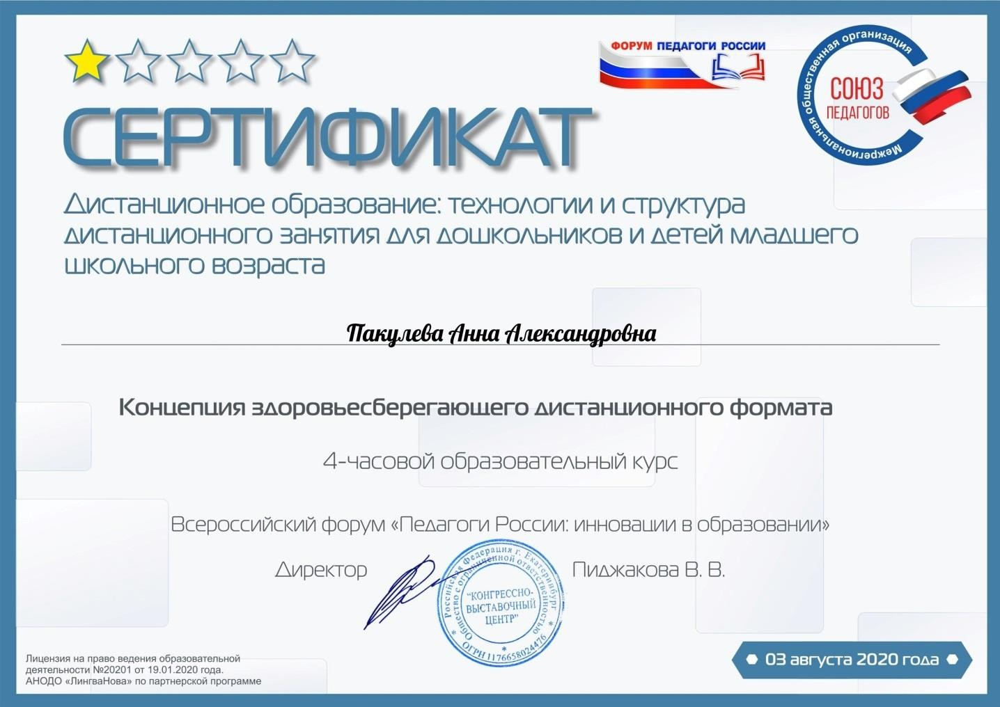 ФОРУМ ПЕДАГОГИ РОССИИ
Межрегиональная общественная организация
СОЮЗ
ПЕДАГОГОВ
СЕРТИФИКАТ
Дистанционное образование: технологии и структура
дистанционного занятия для дошкольников и детей младшего
школьного возраста
Пакулева Анна Александровна
Концепция здоровьесберегающего дистанционного формата
4-часовой образовательный курс
Всероссийский форум «Педагоги России: инновации в образовании»
Директор
Пиджакова В. В.
Российская Федерация г. Екатеринбург
Общество с ограниченной ответственностью
"КОНГРЕССНО-
ВЫСТАВОЧНЫЙ
ЦЕНТР"
* ОГРН 1176658024476 *
Лицензия на право ведения образовательной
деятельности №20201 от 19.01.2020 года.
АНОДО «ЛингваНова» по партнерской программе
03 августа 2020 года